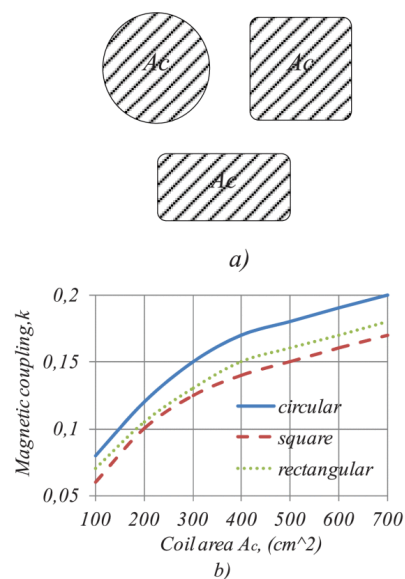 Ac
Ac
Ac
a)
Magnetic coupling,k
0,2
0,15
0,1
0,05
circular
square
rectangular
100 200 300 400 500 600 700
Coil area Ac, (cm^2)
b)